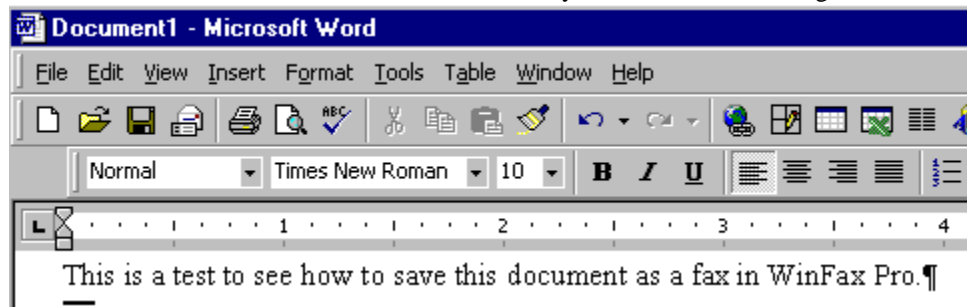 Document1 - Microsoft Word
File Edit View Insert Format Tools Table Window Help
ABC
Normal Times New Roman 10 B I U
1 2 3 4
This is a test to see how to save this document as a fax in WinFax Pro.¶